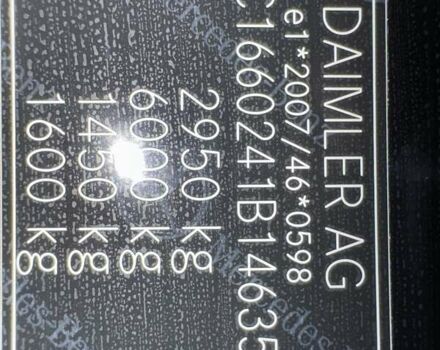 DAIMLER AG
e1*2007/46*0598
C1660241B14635
2950 kg
6000 kg
1450 kg
1600 kg